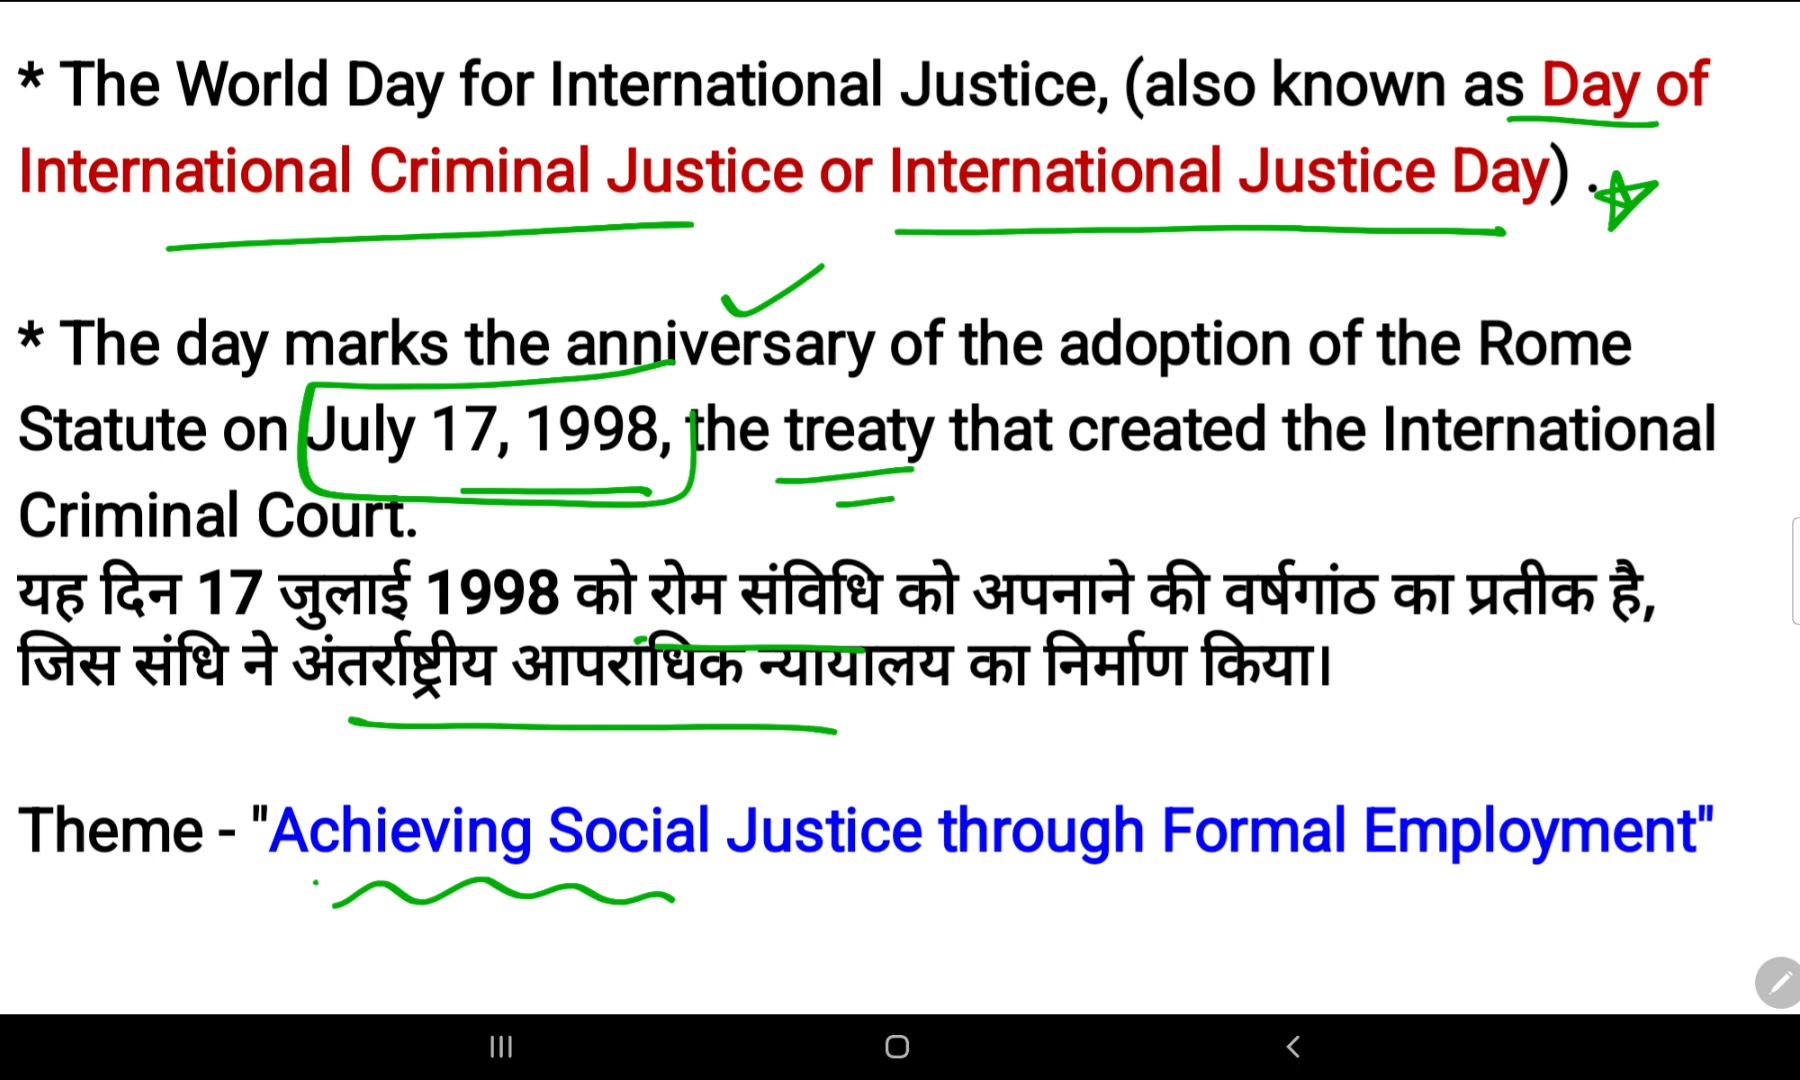 * The World Day for International Justice, (also known as Day of
International Criminal Justice or International Justice Day) .
* The day marks the anniversary of the adoption of the Rome
Statute on July 17, 1998, the treaty that created the International
Criminal Court.
यह दिन 17 जुलाई 1998 को रोम संविधि को अपनाने की वर्षगांठ का प्रतीक है,
जिस संधि ने अंतर्राष्ट्रीय आपराधिक न्यायालय का निर्माण किया।
Theme - "Achieving Social Justice through Formal Employment"